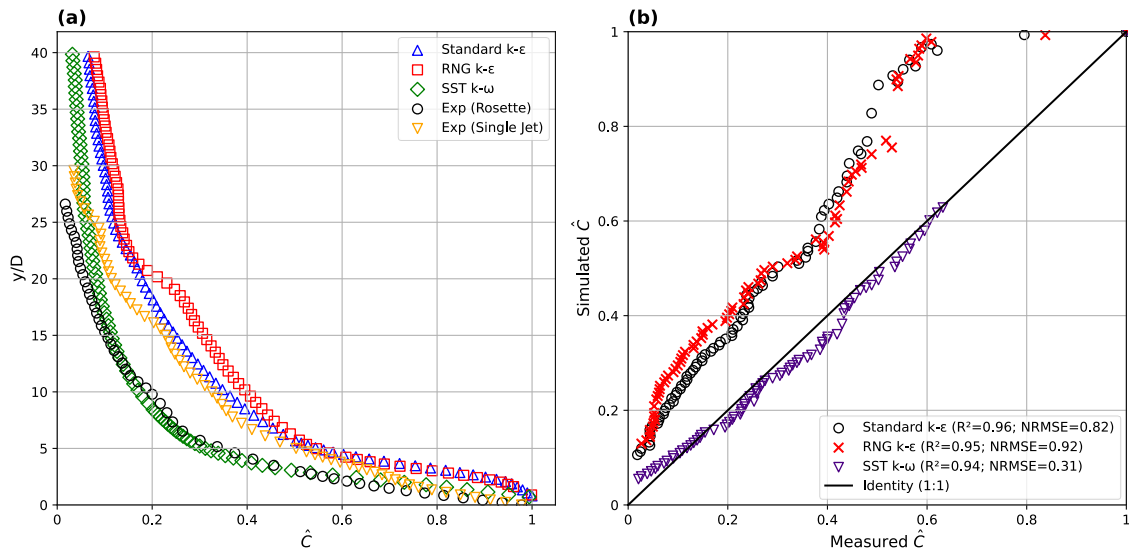 (a)
40
35
30
25
20
15
10
5
0
y/D
0
0.2
0.4
0.6
0.8
1
Ĉ
Standard k-ε
RNG k-ε
SST k-ω
Exp (Rosette)
Exp (Single Jet)
(b)
1
0.8
0.6
0.4
0.2
0
Simulated Ĉ
0
0.2
0.4
0.6
0.8
1
Measured Ĉ
Standard k-ε (R²=0.96; NRMSE=0.82)
RNG k-ε (R²=0.95; NRMSE=0.92)
SST k-ω (R²=0.94; NRMSE=0.31)
Identity (1:1)